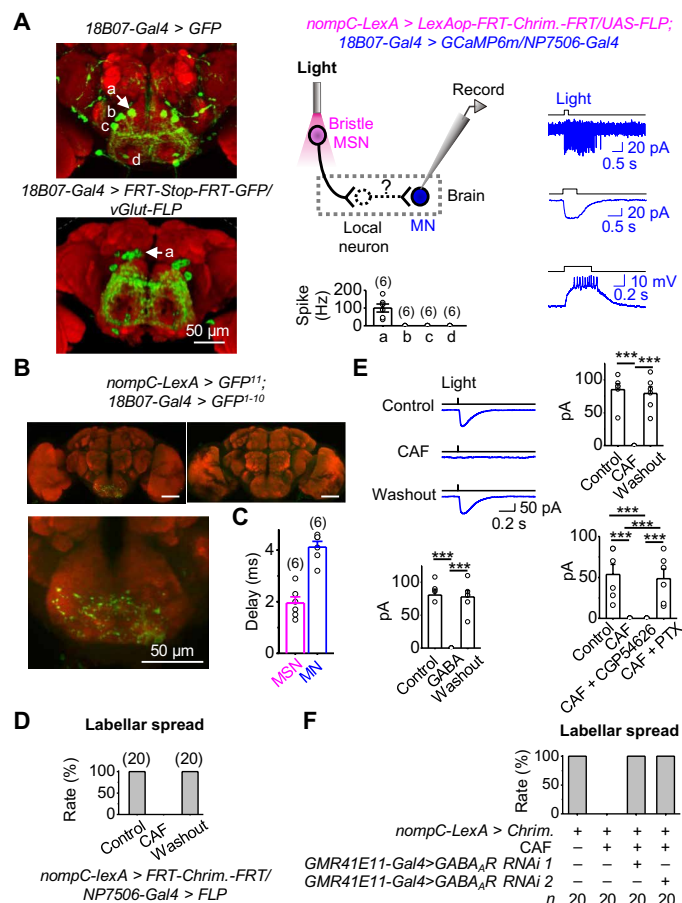 A
18B07-Gal4 > GFP
a
b
c
d
18B07-Gal4 > FRT-Stop-FRT-GFP/
vGlut-FLP
a
50 µm
nompC-LexA > LexAop-FRT-Chrim.-FRT/UAS-FLP;
18B07-Gal4 > GCaMP6m/NP7506-Gal4
Light
Record
Bristle
MSN
?
Brain
Local
neuron
MN
Light
20 pA
0.5 s
20 pA
0.5 s
10 mV
0.2 s
Spike
(Hz)
200
100
0
(6)
(6) (6) (6)
a b c d
B
nompC-LexA > GFP11;
18B07-Gal4 > GFP1-10
50 µm
C
Delay (ms)
4
2
0
(6)
(6)
MSN
MN
D
Labellar spread
Rate (%)
100
50
0
(20)
(20)
Control
CAF
Washout
nompC-lexA > FRT-Chrim.-FRT/
NP7506-Gal4 > FLP
E
Light
Control
CAF
Washout
50 pA
0.2 s
pA
100
50
0
*** ***
Control
CAF
Washout
pA
100
50
0
*** ***
Control
GABA
Washout
pA
100
50
0
***
***
*** ***
Control
CAF
CAF + CGP54626
CAF + PTX
F
Labellar spread
Rate (%)
100
50
0
nompC-LexA > Chrim. + + + +
CAF – + + +
GMR41E11-Gal4>GABAAR RNAi 1 – – + –
GMR41E11-Gal4>GABAAR RNAi 2 – – – +
n 20 20 20 20